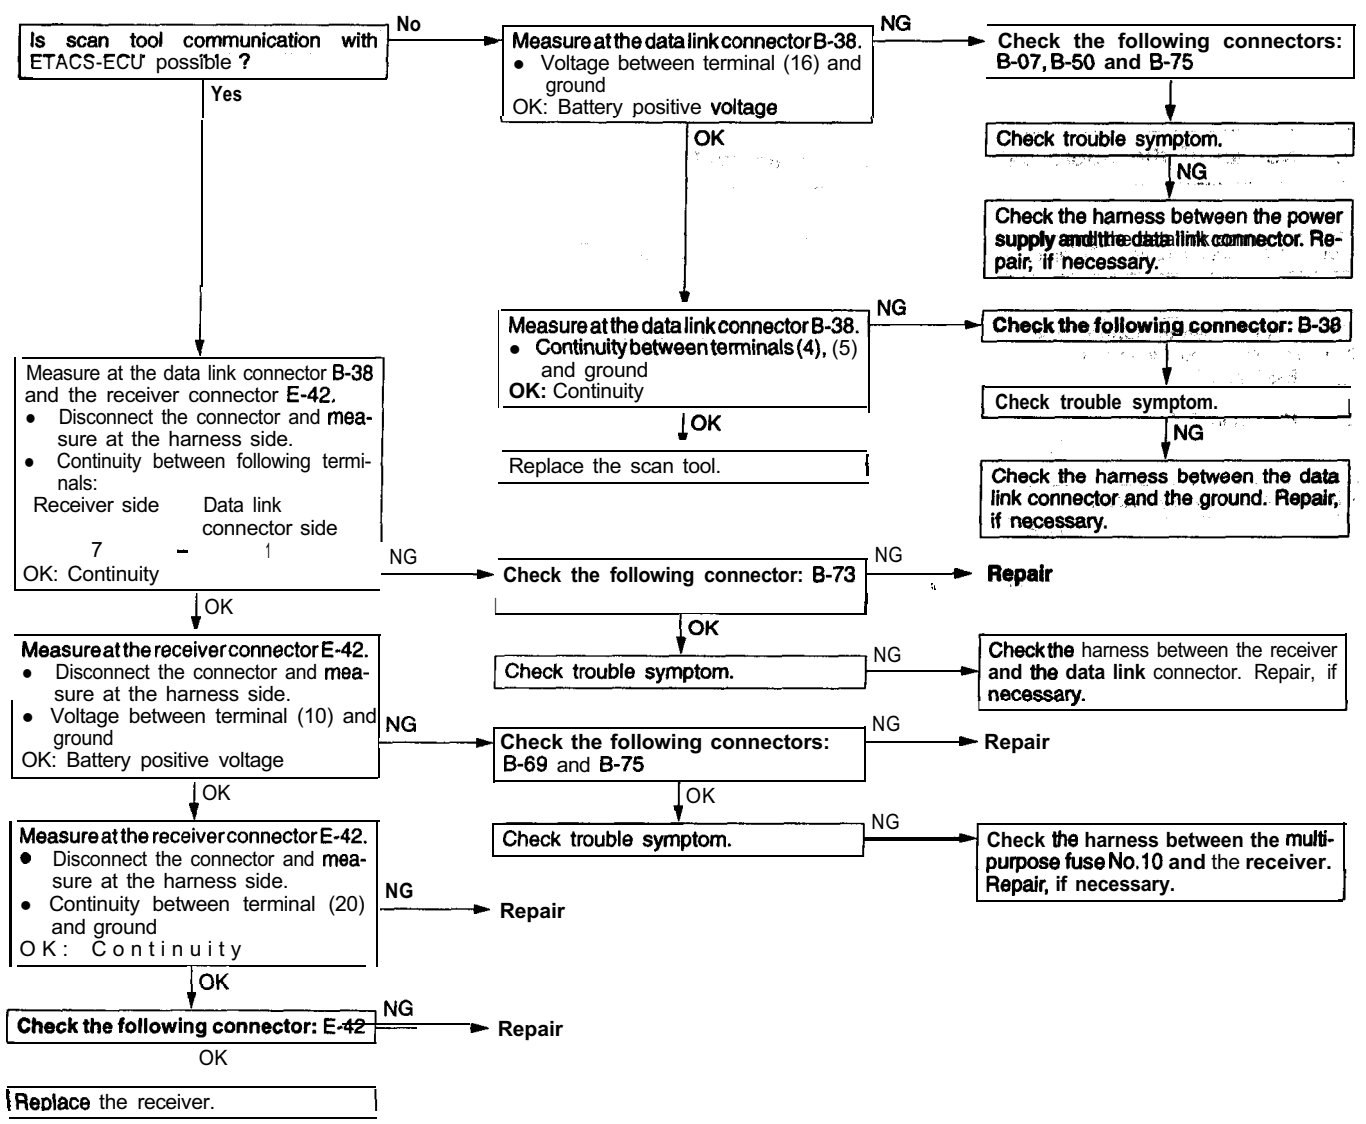 Is scan tool communication with
ETACS-ECU possible ?
No
Yes
Measure at the data link connector B-38.
● Voltage between terminal (16) and
ground
OK: Battery positive voltage
NG
OK
Check the following connectors:
B-07, B-50 and B-75
Check trouble symptom.
NG
Check the harness between the power
supply and the data link connector. Re-
pair, if necessary.
Measure at the data link connector B-38.
● Continuity between terminals (4), (5)
and ground
OK: Continuity
NG
OK
Replace the scan tool.
Check the following connector: B-38
Check trouble symptom.
NG
Check the harness between the data
link connector and the ground. Repair,
if necessary.
Measure at the data link connector B-38
and the receiver connector E-42.
● Disconnect the connector and mea-
sure at the harness side.
● Continuity between following termi-
nals:
Receiver side Data link
connector side
7 – 1
OK: Continuity
NG
OK
Check the following connector: B-73
NG
Repair
OK
Check trouble symptom.
NG
Check the harness between the receiver
and the data link connector. Repair, if
necessary.
Measure at the receiver connector E-42.
● Disconnect the connector and mea-
sure at the harness side.
● Voltage between terminal (10) and
ground
OK: Battery positive voltage
NG
OK
Check the following connectors:
B-69 and B-75
NG
Repair
OK
Check trouble symptom.
NG
Check the harness between the multi-
purpose fuse No.10 and the receiver.
Repair, if necessary.
Measure at the receiver connector E-42.
● Disconnect the connector and mea-
sure at the harness side.
● Continuity between terminal (20)
and ground
OK: Continuity
NG
Repair
OK
Check the following connector: E-42
NG
Repair
OK
Replace the receiver.